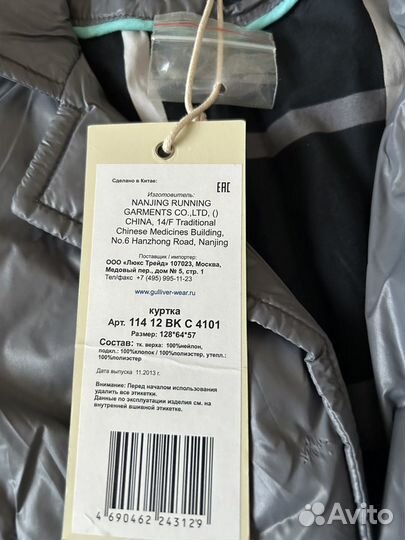 Сделано в Китае:
EAC
Изготовитель:
NANJING RUNNING
GARMENTS CO.,LTD, ()
CHINA, 14/F Traditional
Chinese Medicines Building,
No.6 Hanzhong Road, Nanjing
Поставщик / импортер:
ООО «Люкс Трейд» 107023, Москва,
Медовый пер., дом № 5, стр. 1
Тел/факс +7 (495) 995-11-23
www.gulliver-wear.ru
куртка
Арт. 114 12 BK C 4101
Размер: 128*64*57
Состав: тк. верха: 100%нейлон,
подкл.: 100%хлопок / 100%полиэстер, утепл.:
100%полиэстер
Дата выпуска 11.2013 г.
Внимание: Перед началом использования
удалить все этикетки.
Данные по эксплуатации изделия см. на
внутренней вшивной этикетке.
4 690462 243129
Avito